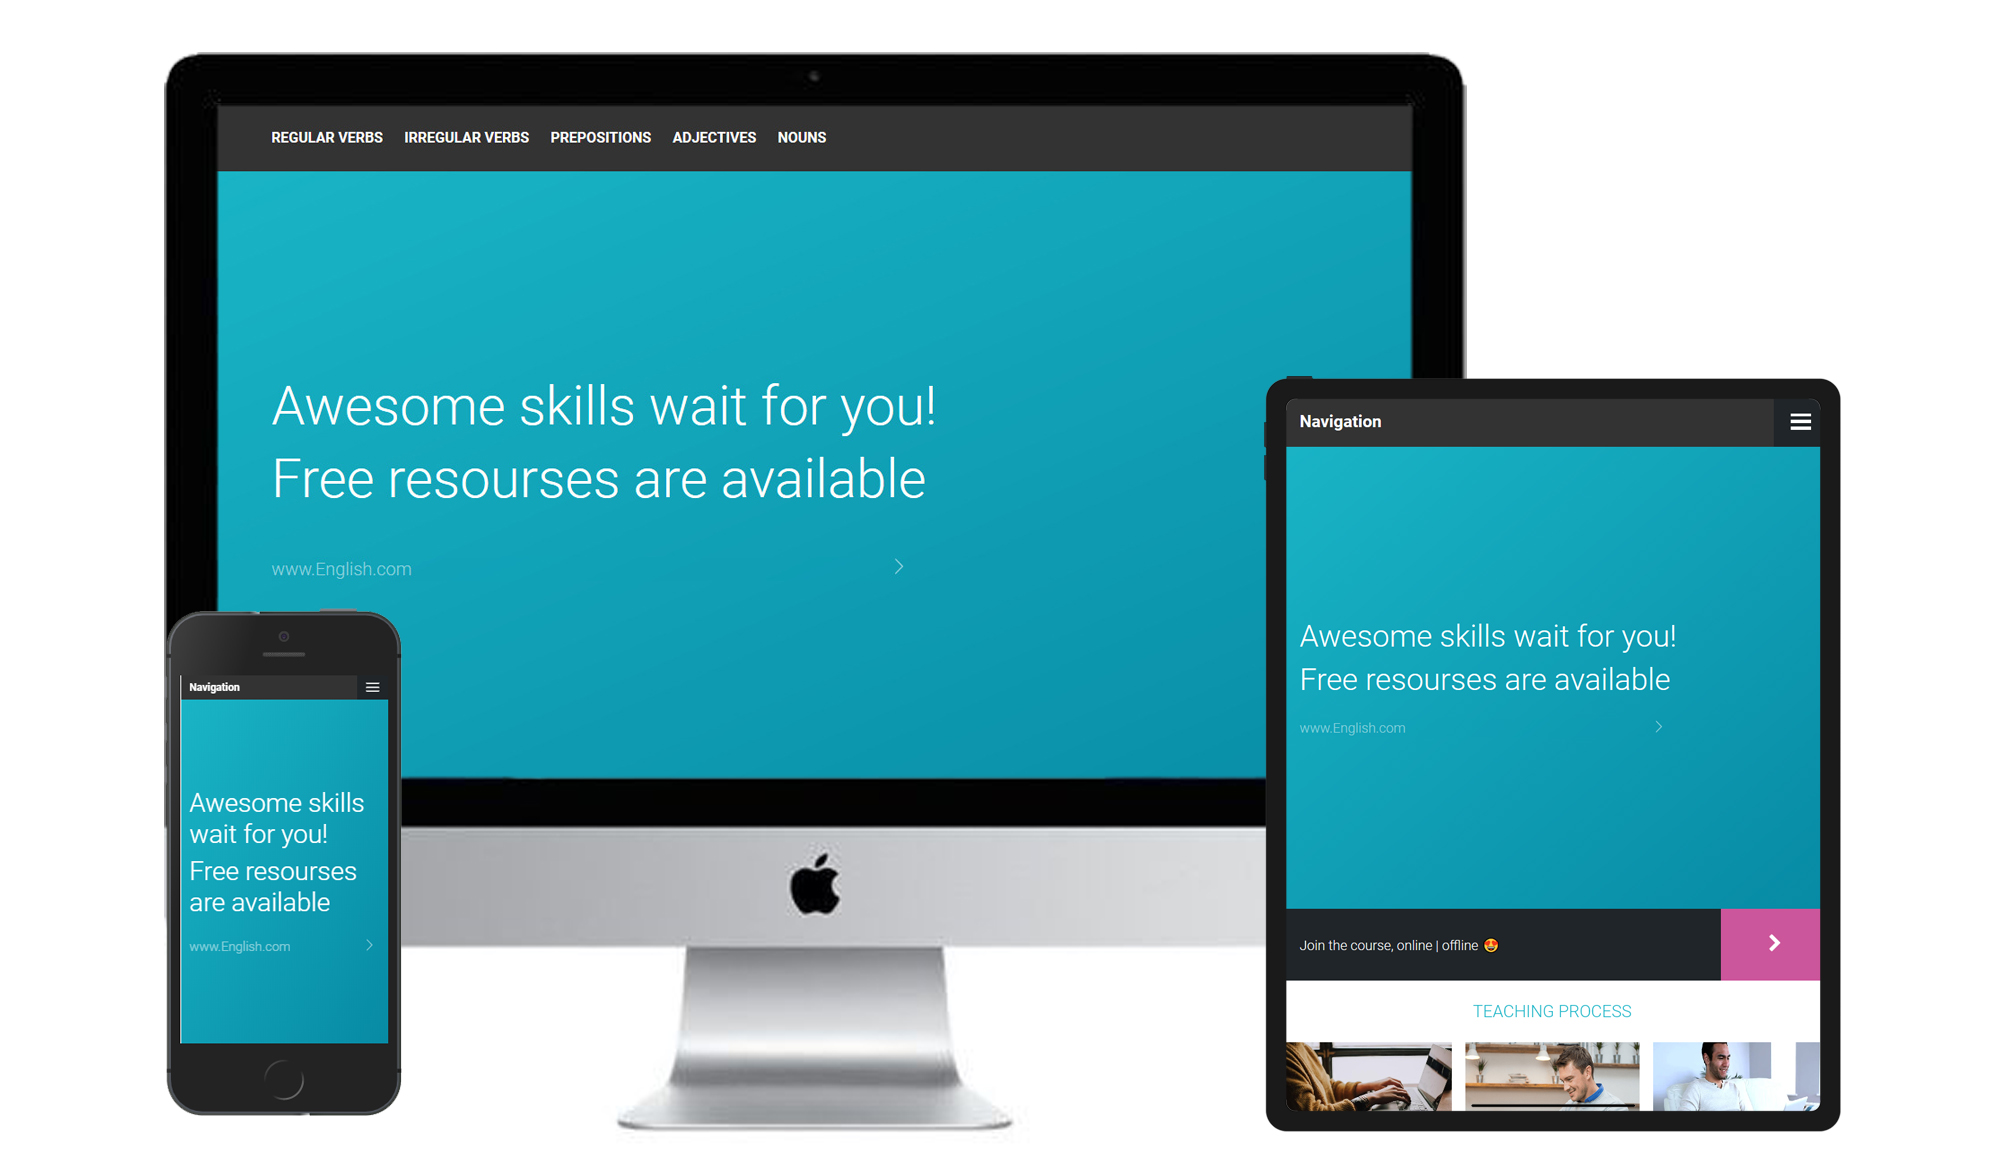 REGULAR VERBS IRREGULAR VERBS PREPOSITIONS ADJECTIVES NOUNS
Awesome skills wait for you!
Free resourses are available
www.English.com
Navigation
Awesome skills
wait for you!
Free resourses
are available
www.English.com
Navigation
Awesome skills wait for you!
Free resourses are available
www.English.com
Join the course, online | offline 😍
TEACHING PROCESS